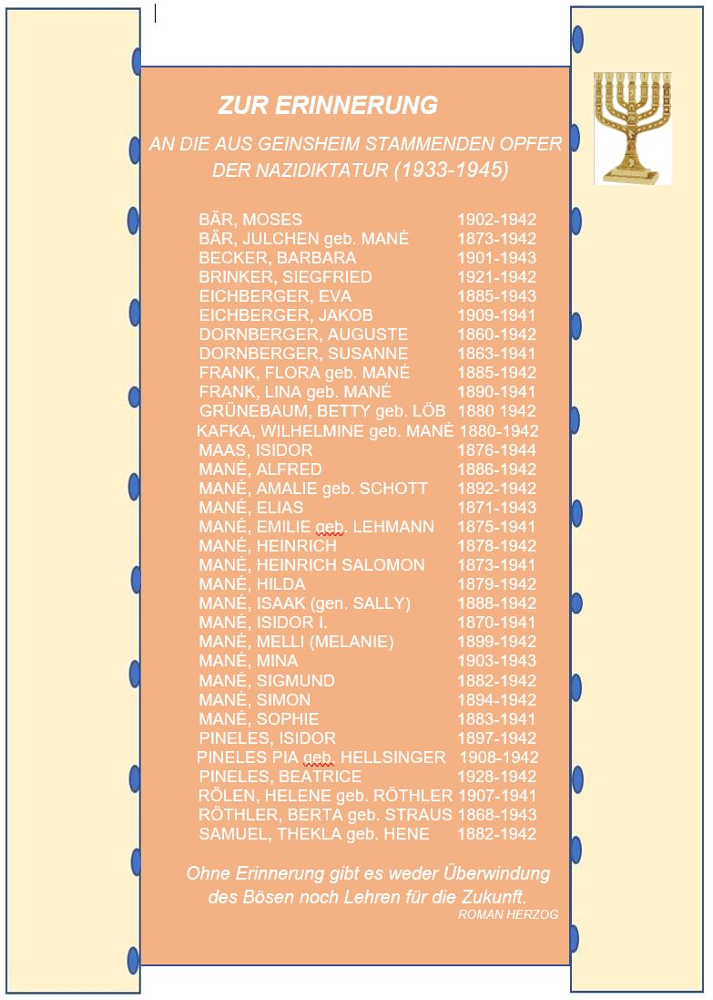 ZUR ERINNERUNG
AN DIE AUS GEINSHEIM STAMMENDEN OPFER
DER NAZIDIKTATUR (1933-1945)
BÄR, MOSES 1902-1942
BÄR, JULCHEN geb. MANÉ 1873-1942
BECKER, BARBARA 1901-1943
BRINKER, SIEGFRIED 1921-1942
EICHBERGER, EVA 1885-1943
EICHBERGER, JAKOB 1909-1941
DORNBERGER, AUGUSTE 1860-1942
DORNBERGER, SUSANNE 1863-1941
FRANK, FLORA geb. MANÉ 1885-1942
FRANK, LINA geb. MANÉ 1890-1941
GRÜNEBAUM, BETTY geb. LÖB 1880 1942
KAFKA, WILHELMINE geb. MANÉ 1880-1942
MAAS, ISIDOR 1876-1944
MANÉ, ALFRED 1886-1942
MANÉ, AMALIE geb. SCHOTT 1892-1942
MANÉ, ELIAS 1871-1943
MANÉ, EMILIE geb. LEHMANN 1875-1941
MANÉ, HEINRICH 1878-1942
MANÉ, HEINRICH SALOMON 1873-1941
MANÉ, HILDA 1879-1942
MANÉ, ISAAK (gen. SALLY) 1888-1942
MANÉ, ISIDOR I. 1870-1941
MANÉ, MELLI (MELANIE) 1899-1942
MANÉ, MINA 1903-1943
MANÉ, SIGMUND 1882-1942
MANÉ, SIMON 1894-1942
MANÉ, SOPHIE 1883-1941
PINELES, ISIDOR 1897-1942
PINELES PIA geb. HELLSINGER 1908-1942
PINELES, BEATRICE 1928-1942
RÖLEN, HELENE geb. RÖTHLER 1907-1941
RÖTHLER, BERTA geb. STRAUS 1868-1943
SAMUEL, THEKLA geb. HENE 1882-1942
Ohne Erinnerung gibt es weder Überwindung
des Bösen noch Lehren für die Zukunft.
ROMAN HERZOG